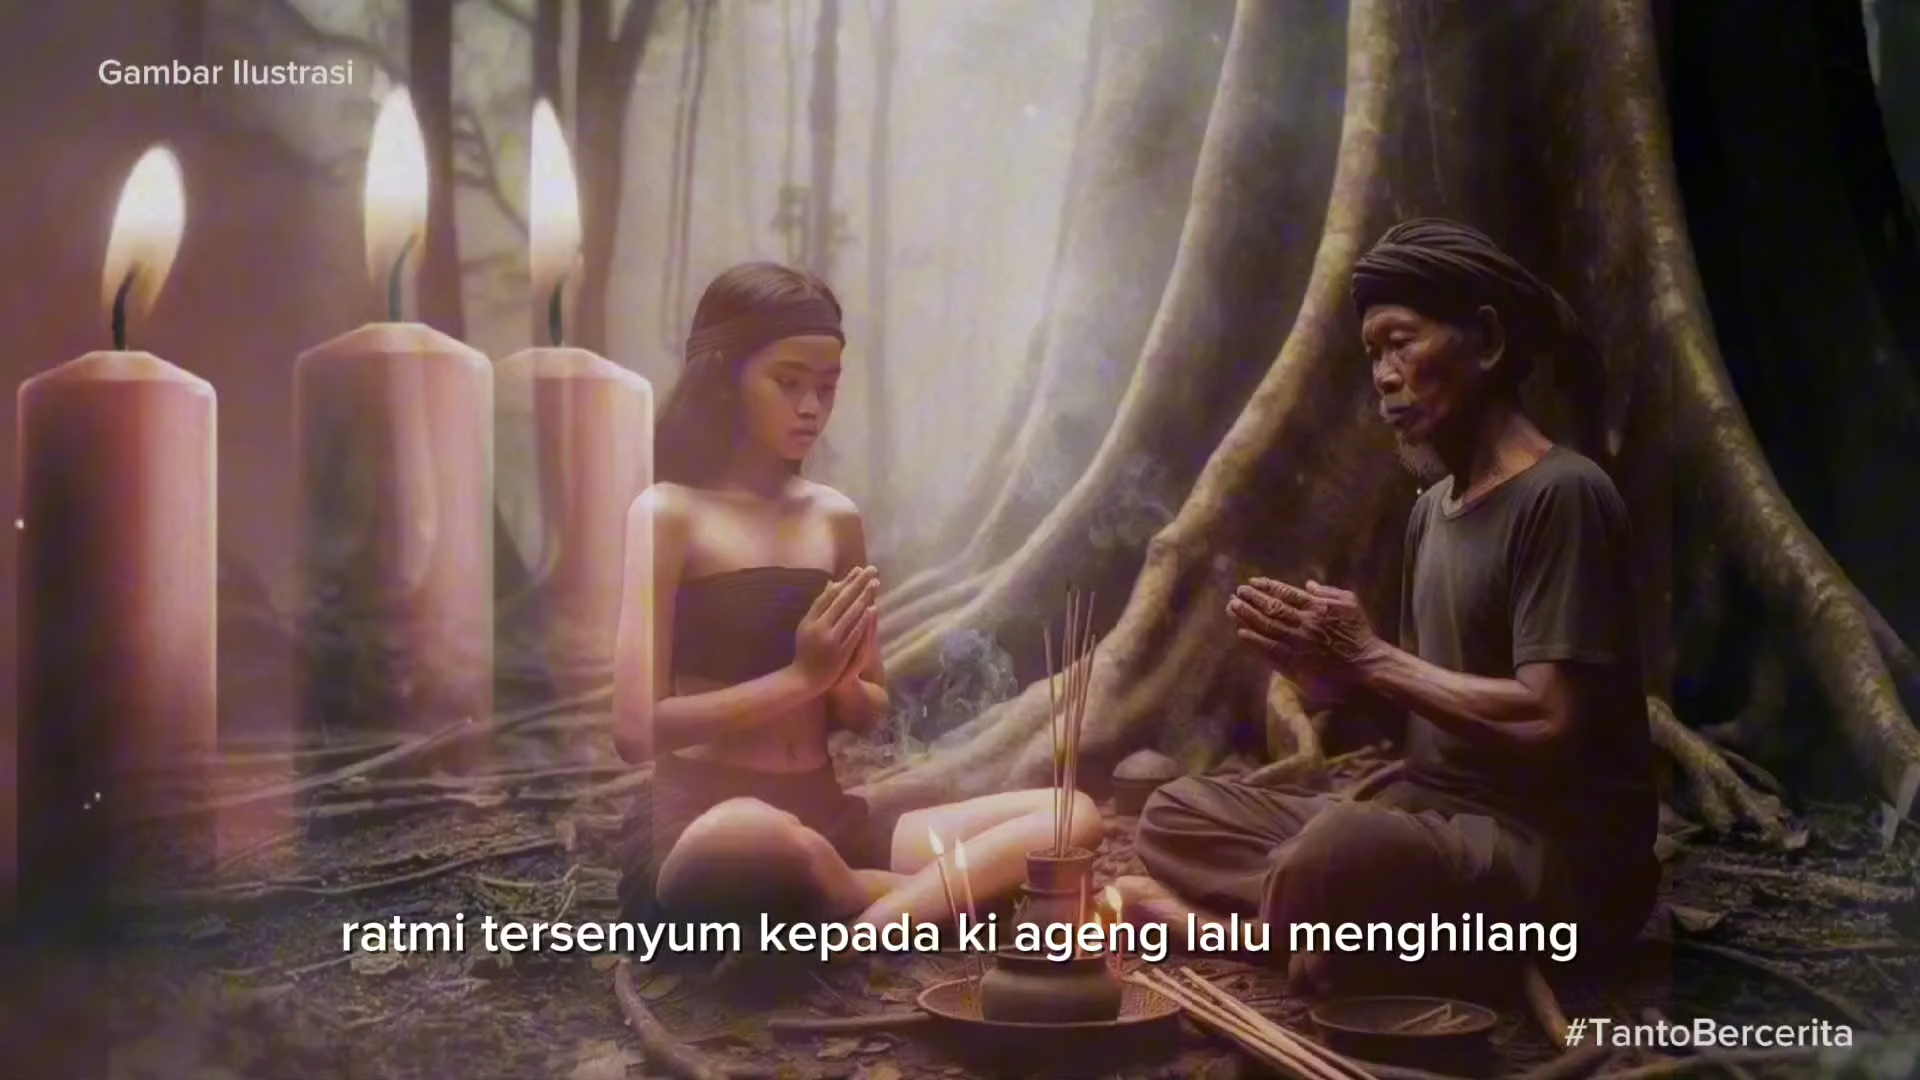 Gambar Ilustrasi
ratmi tersenyum kepada ki ageng lalu menghilang
#TantoBercerita